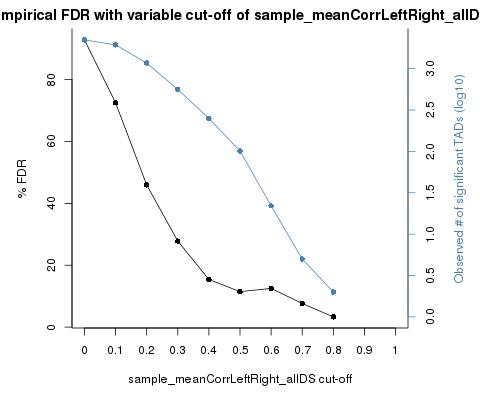 mpirical FDR with variable cut-off of sample_meanCorrLeftRight_allD
% FDR
80
60
40
20
0
3.0
2.5
2.0
1.5
1.0
0.5
0.0
Observed # of significant TADs (log10)
0 0.1 0.2 0.3 0.4 0.5 0.6 0.7 0.8 0.9 1
sample_meanCorrLeftRight_allDS cut-off